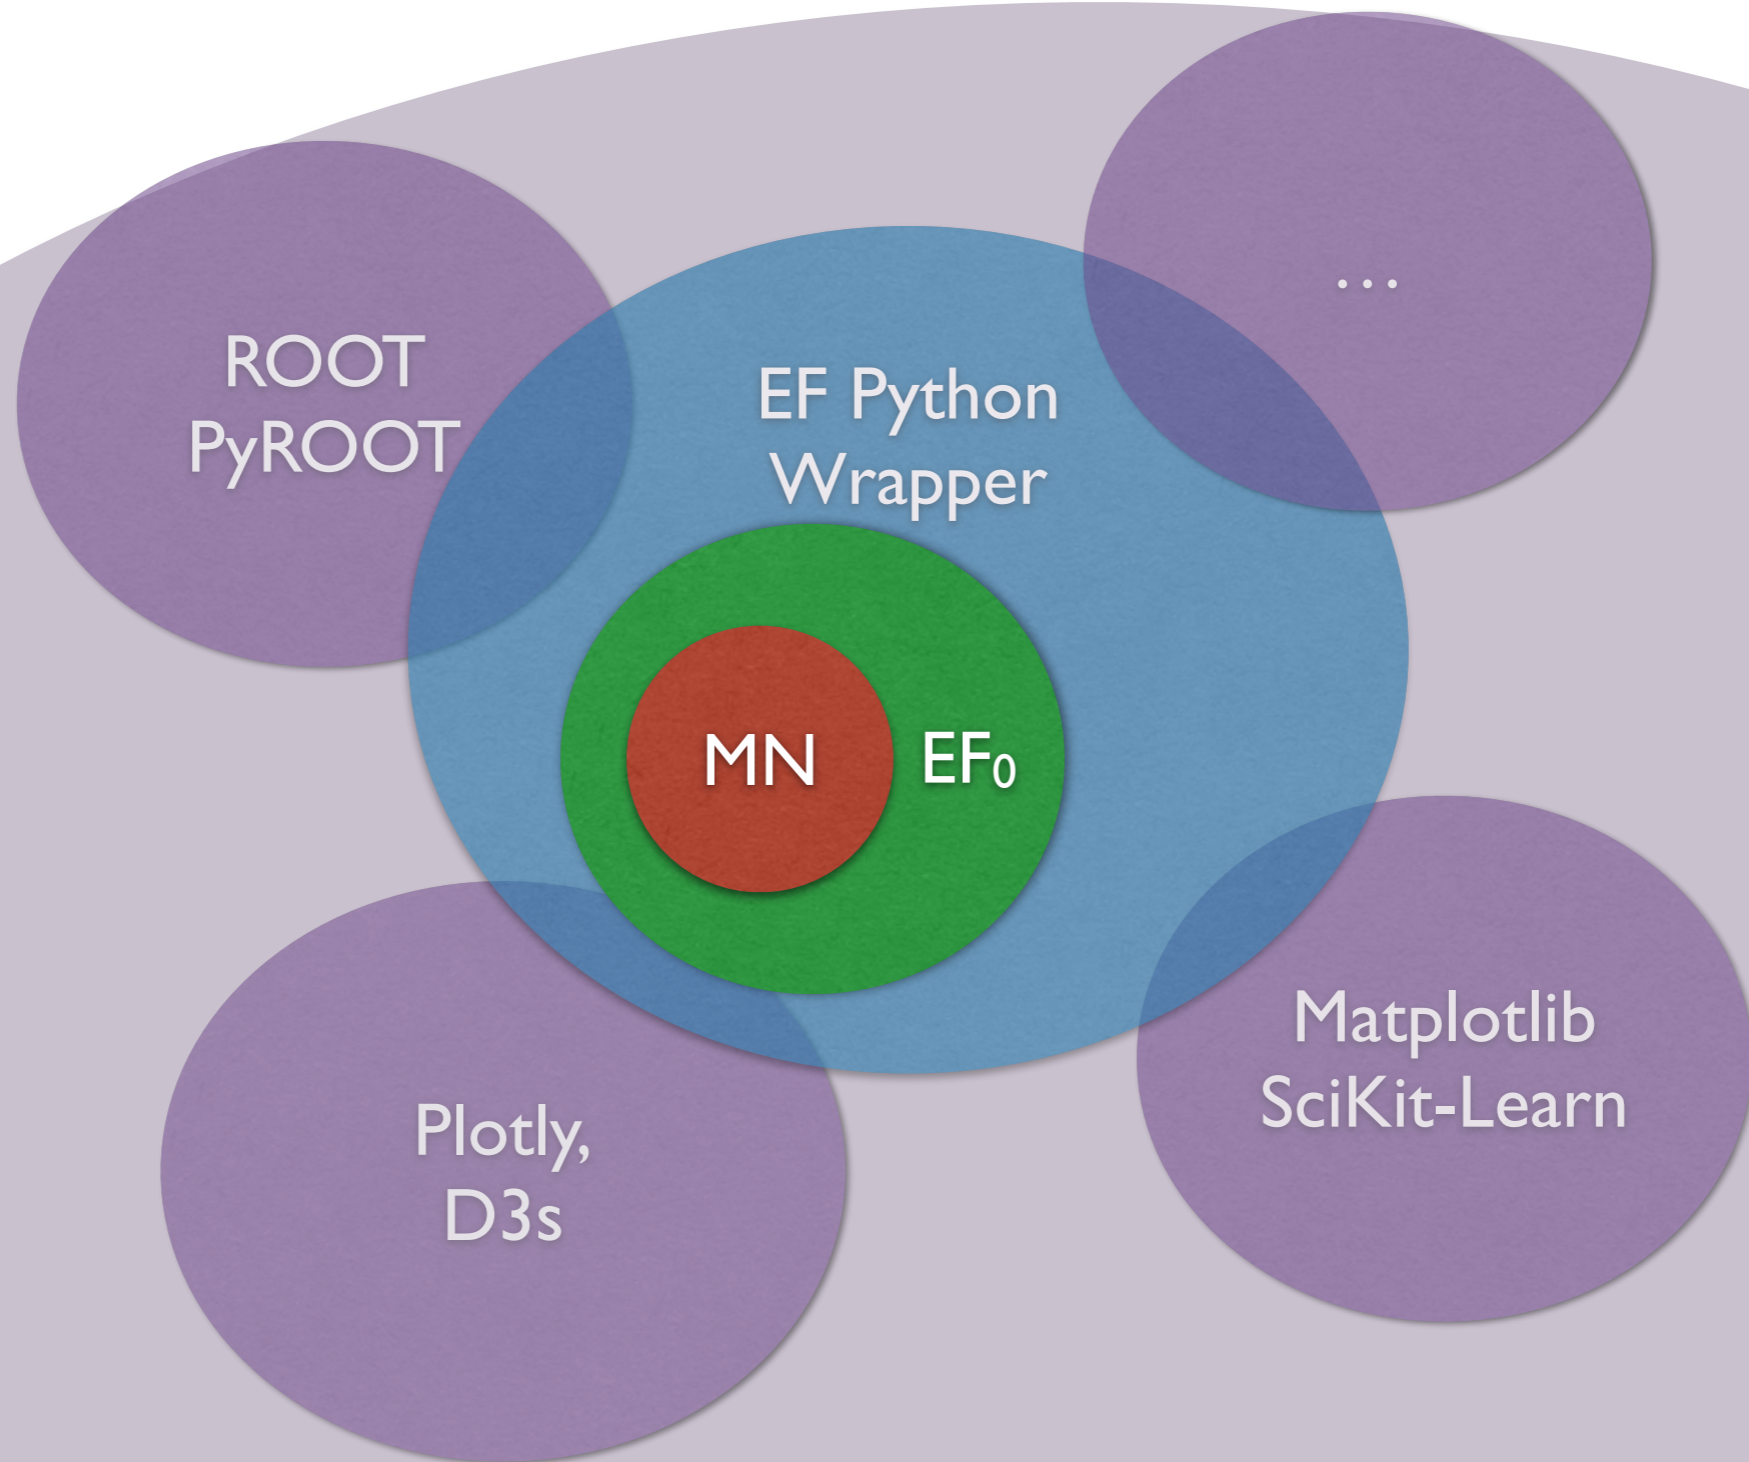 …
ROOT
PyROOT
EF Python
Wrapper
MN
EF₀
Matplotlib
SciKit-Learn
Plotly,
D3s